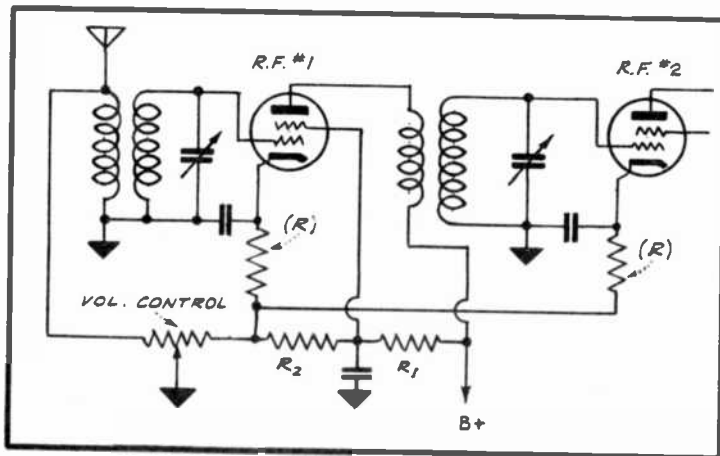 R.F. #1
R.F. #2
(R)
(R)
VOL. CONTROL
R2
R1
B+